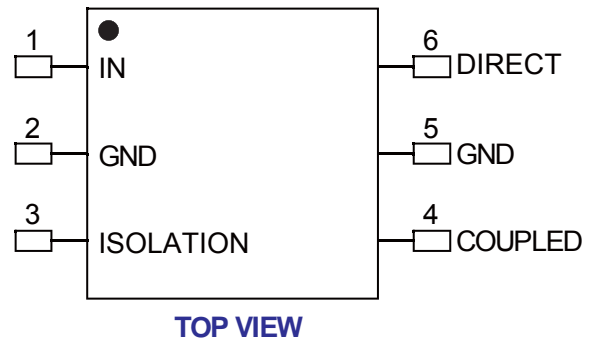 1
IN
6
DIRECT
2
GND
5
GND
3
ISOLATION
4
COUPLED
TOP VIEW